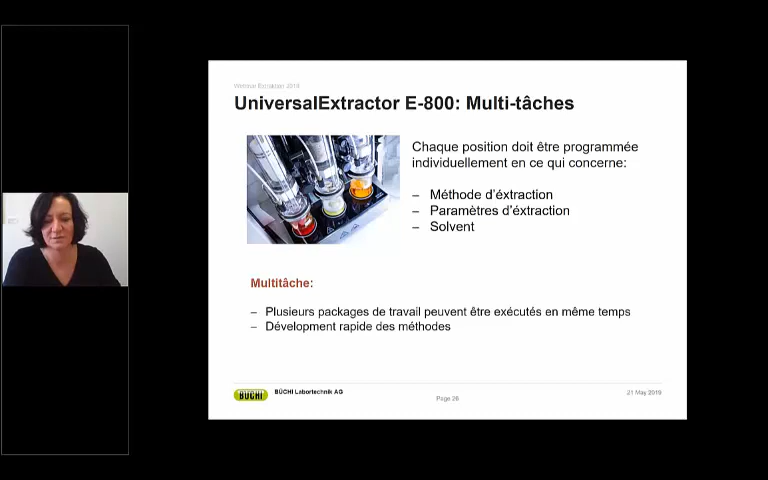 Webinar Extraktion 2019
UniversalExtractor E-800: Multi-tâches
Chaque position doit être programmée
individuellement en ce qui concerne:
– Méthode d'éxtraction
– Paramètres d'éxtraction
– Solvent
Multitâche:
– Plusieurs packages de travail peuvent être exécutés en même temps
– Dévelopment rapide des méthodes
BÜCHI
BÜCHI Labortechnik AG
Page 26
21 May 2019